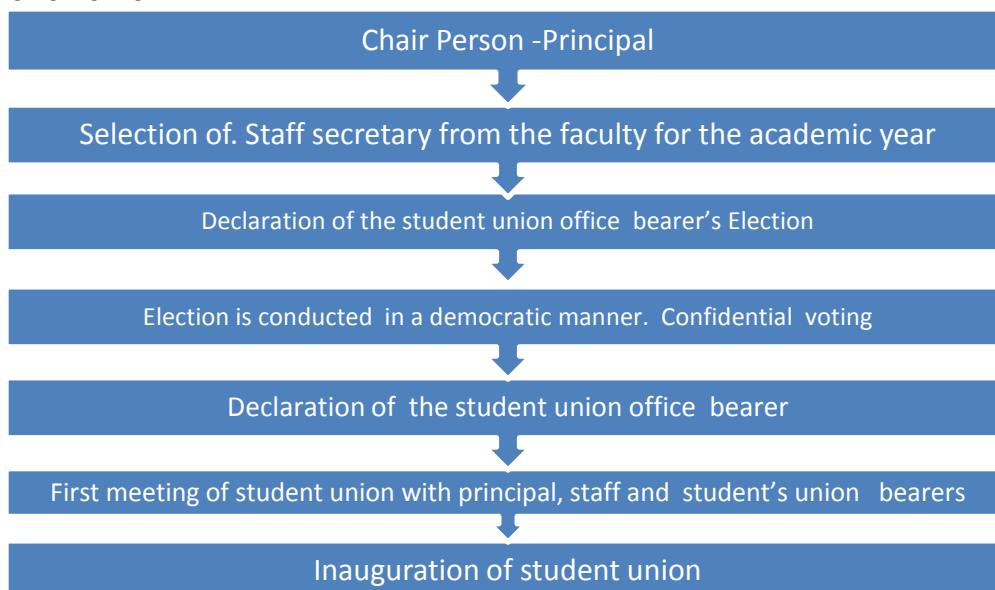 Chair Person -Principal
Selection of. Staff secretary from the faculty for the academic year
Declaration of the student union office bearer’s Election
Election is conducted in a democratic manner. Confidential voting
Declaration of the student union office bearer
First meeting of student union with principal, staff and student’s union bearers
Inauguration of student union